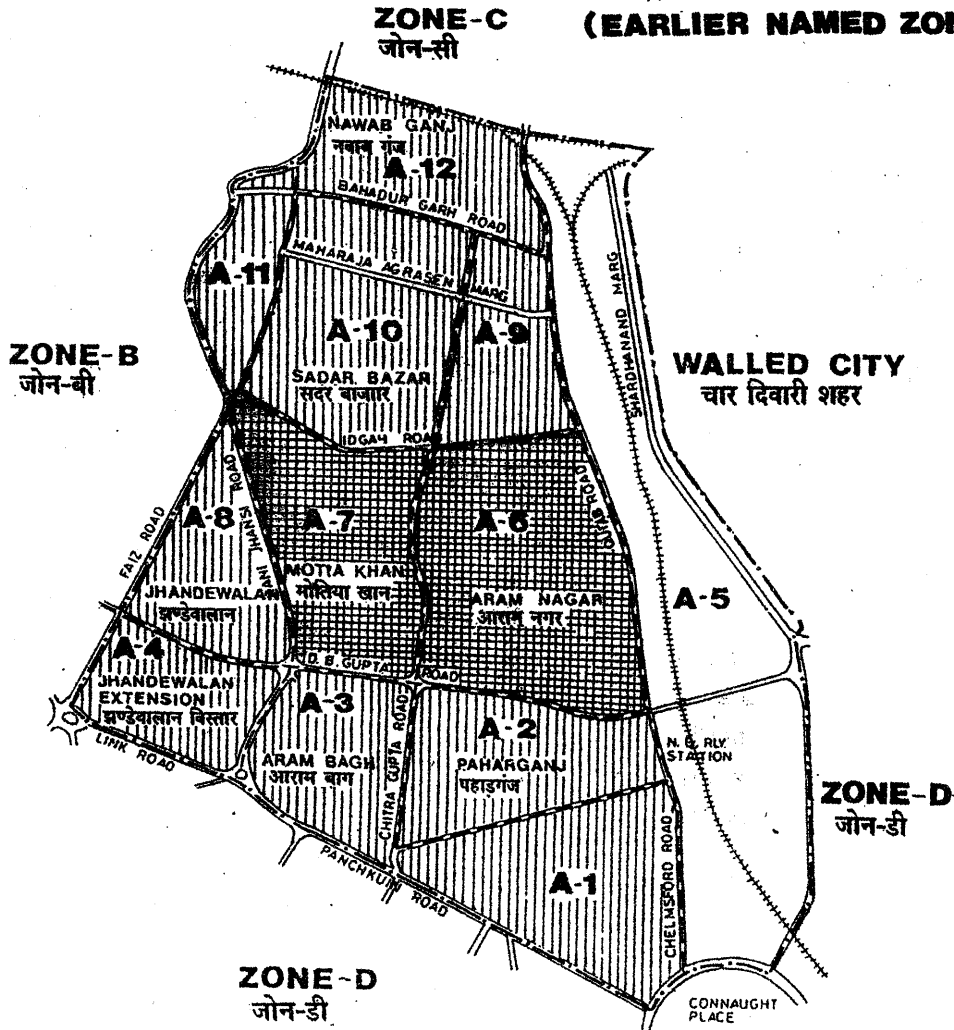 ZONE-C
जोन-सी
(EARLIER NAMED ZON
NAWAB GANJ
नवाब गंज
A-12
BAHADUR GARH ROAD
MAHARAJA AGRASEN MARG
A-11
A-10
A-9
SHARDHANAND MARG
ZONE-B
जोन-बी
WALLED CITY
चार दिवारी शहर
SADAR BAZAR
सदर बाजार
IDGAH ROAD
QUTAB ROAD
FAIZ ROAD
A-8
RANI JHANSI ROAD
A-7
A-6
MOTIA KHAN
मोतिया खान
JHANDEWALAN
झण्डेवालान
ARAM NAGAR
आराम नगर
A-5
A-4
JHANDEWALAN
EXTENSION
झण्डेवालान विस्तार
D. B. GUPTA ROAD
A-3
CHITRA GUPTA ROAD
A-2
LINK ROAD
ARAM BAGH
आराम बाग
PAHARGANJ
पहाड़गंज
N. D. RLY.
STATION
ZONE-D
जोन-डी
PANCHKUIN ROAD
A-1
CHELMSFORD ROAD
ZONE-D
जोन-डी
CONNAUGHT
PLACE